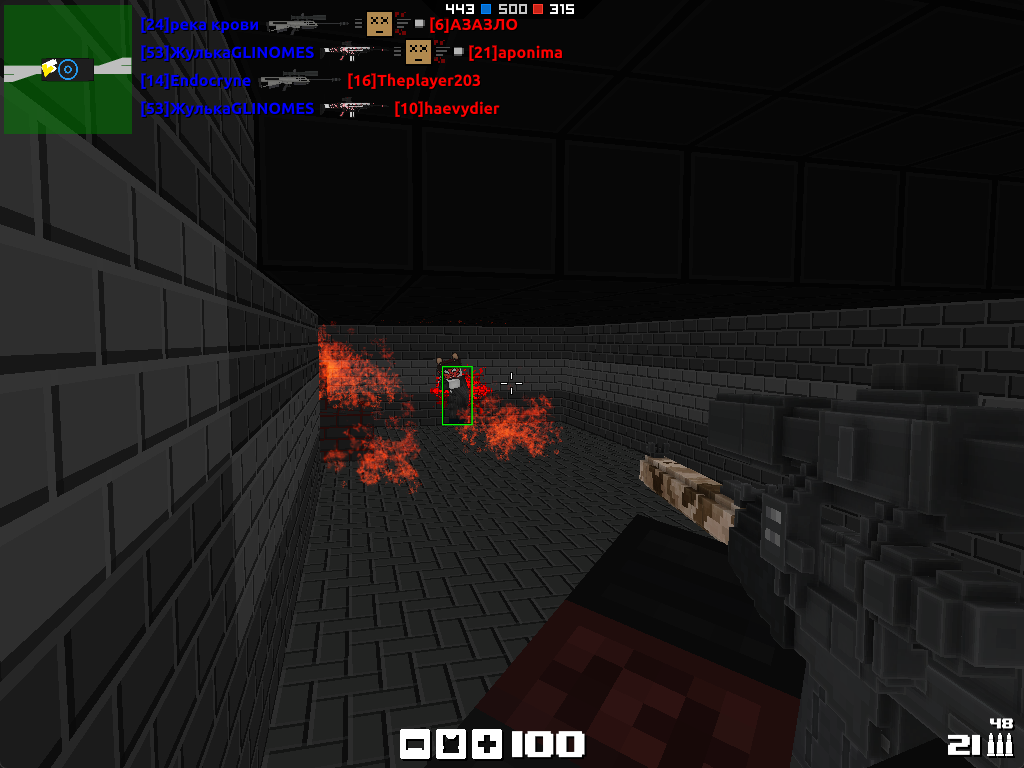 443 500 315
[24]река крови [6]АЗАЗЛО
[53]ЖулькаGLINOMES [21]aponima
[14]Endocryne [16]Theplayer203
[53]ЖулькаGLINOMES [10]haevydier
48
100
21